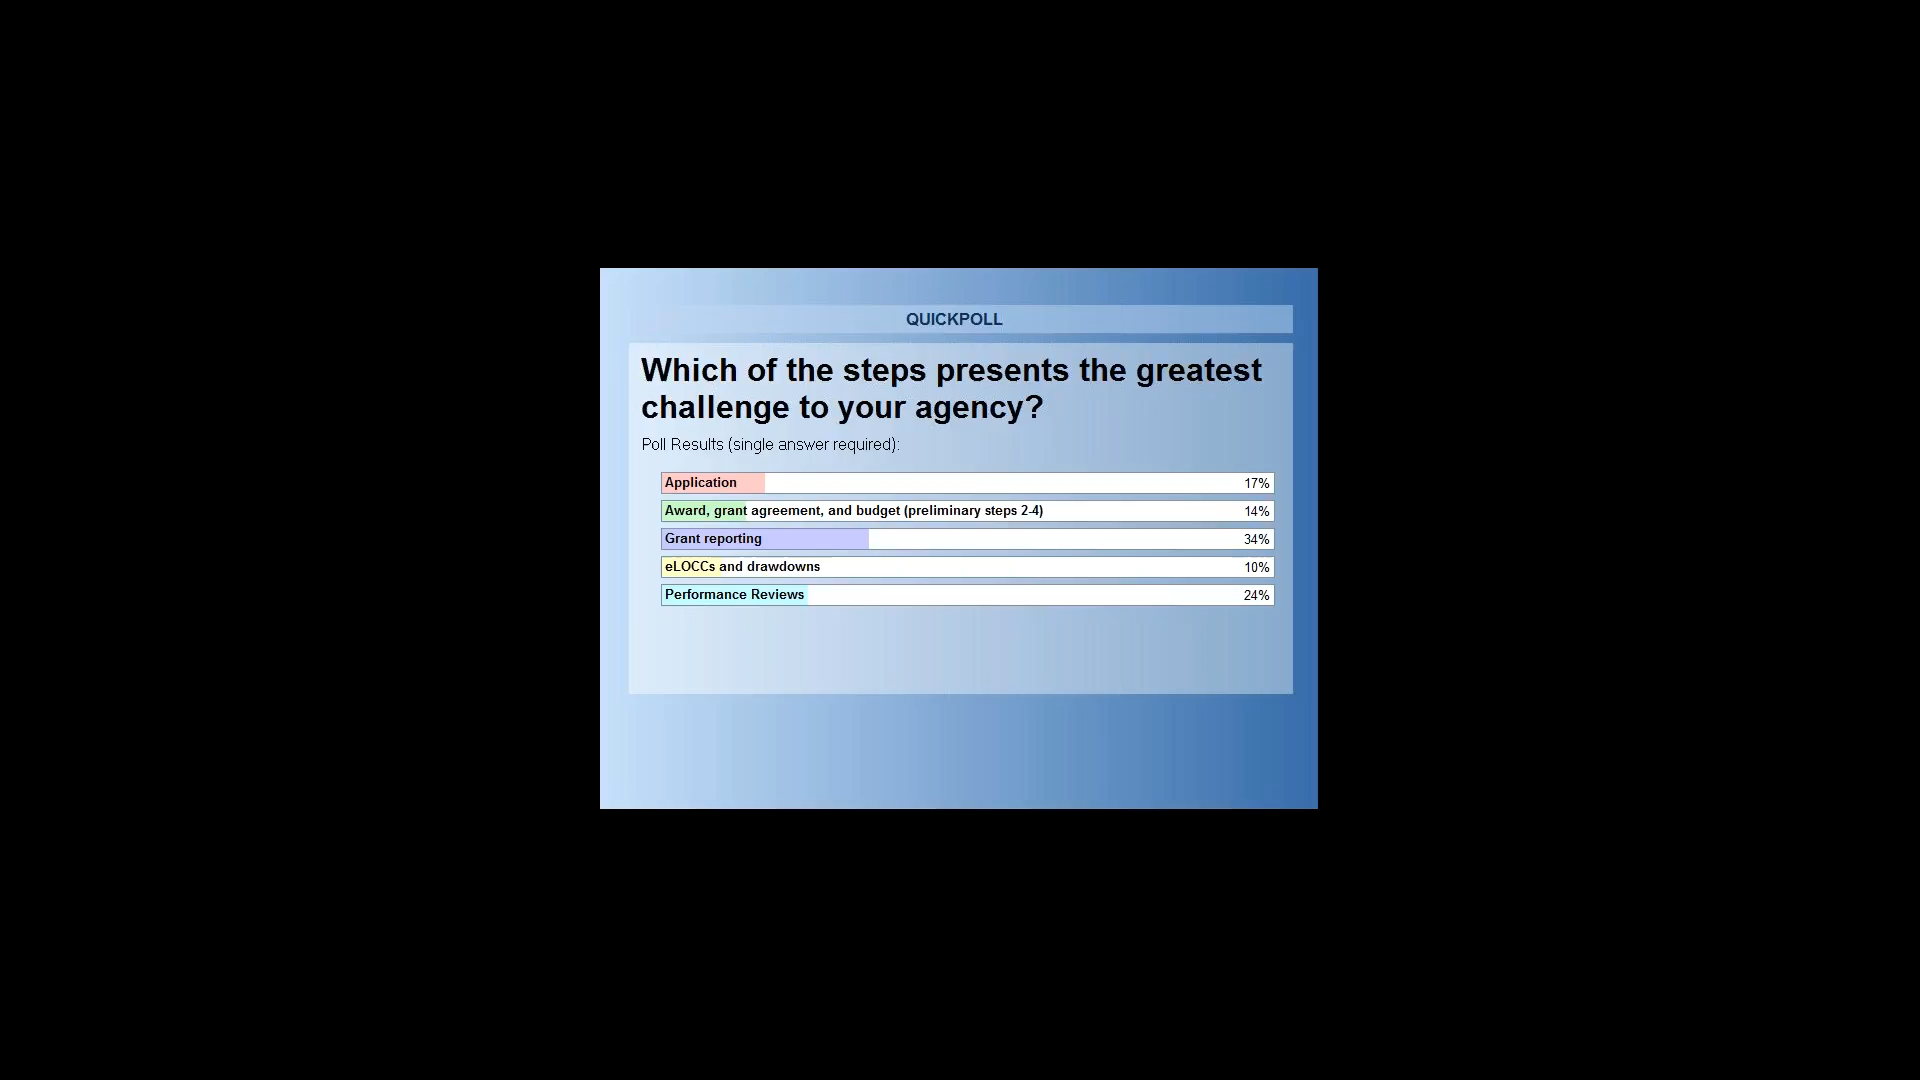 QUICKPOLL
Which of the steps presents the greatest
challenge to your agency?
Poll Results (single answer required):
Application 17%
Award, grant agreement, and budget (preliminary steps 2-4) 14%
Grant reporting 34%
eLOCCs and drawdowns 10%
Performance Reviews 24%